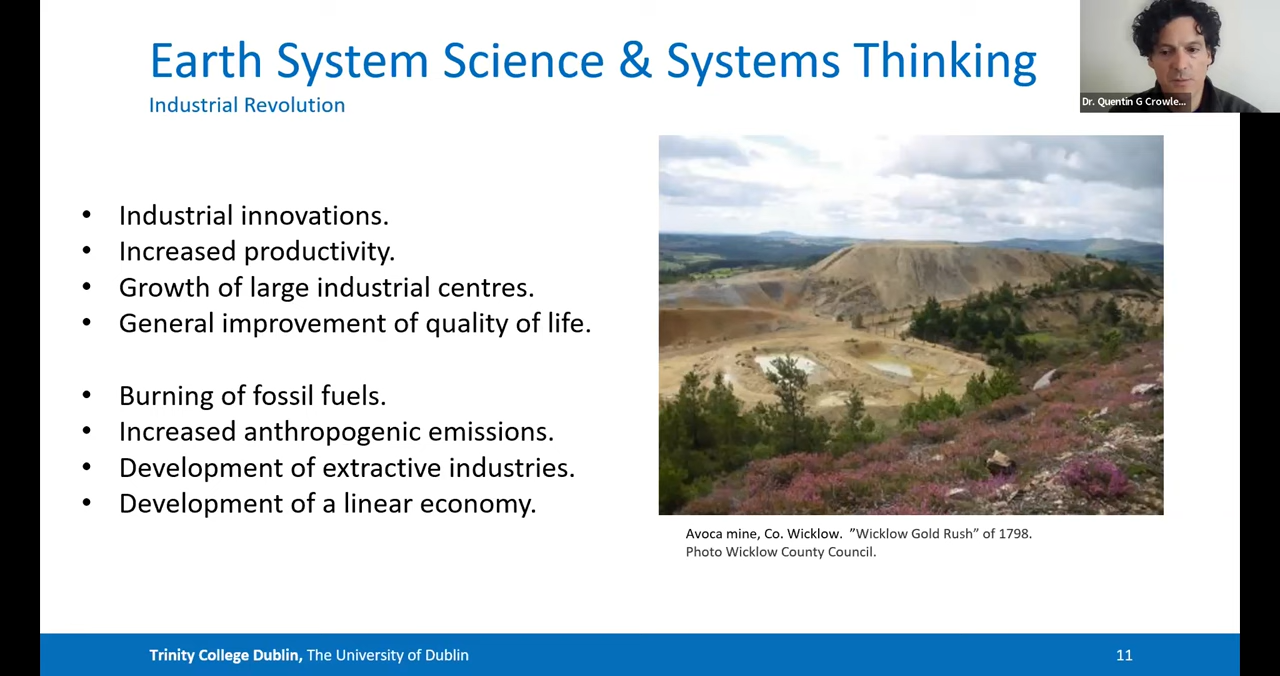 Earth System Science & Systems Thinking
Industrial Revolution
Dr. Quentin G Crowle...
• Industrial innovations.
• Increased productivity.
• Growth of large industrial centres.
• General improvement of quality of life.
• Burning of fossil fuels.
• Increased anthropogenic emissions.
• Development of extractive industries.
• Development of a linear economy.
Avoca mine, Co. Wicklow. ”Wicklow Gold Rush” of 1798.
Photo Wicklow County Council.
Trinity College Dublin, The University of Dublin
11